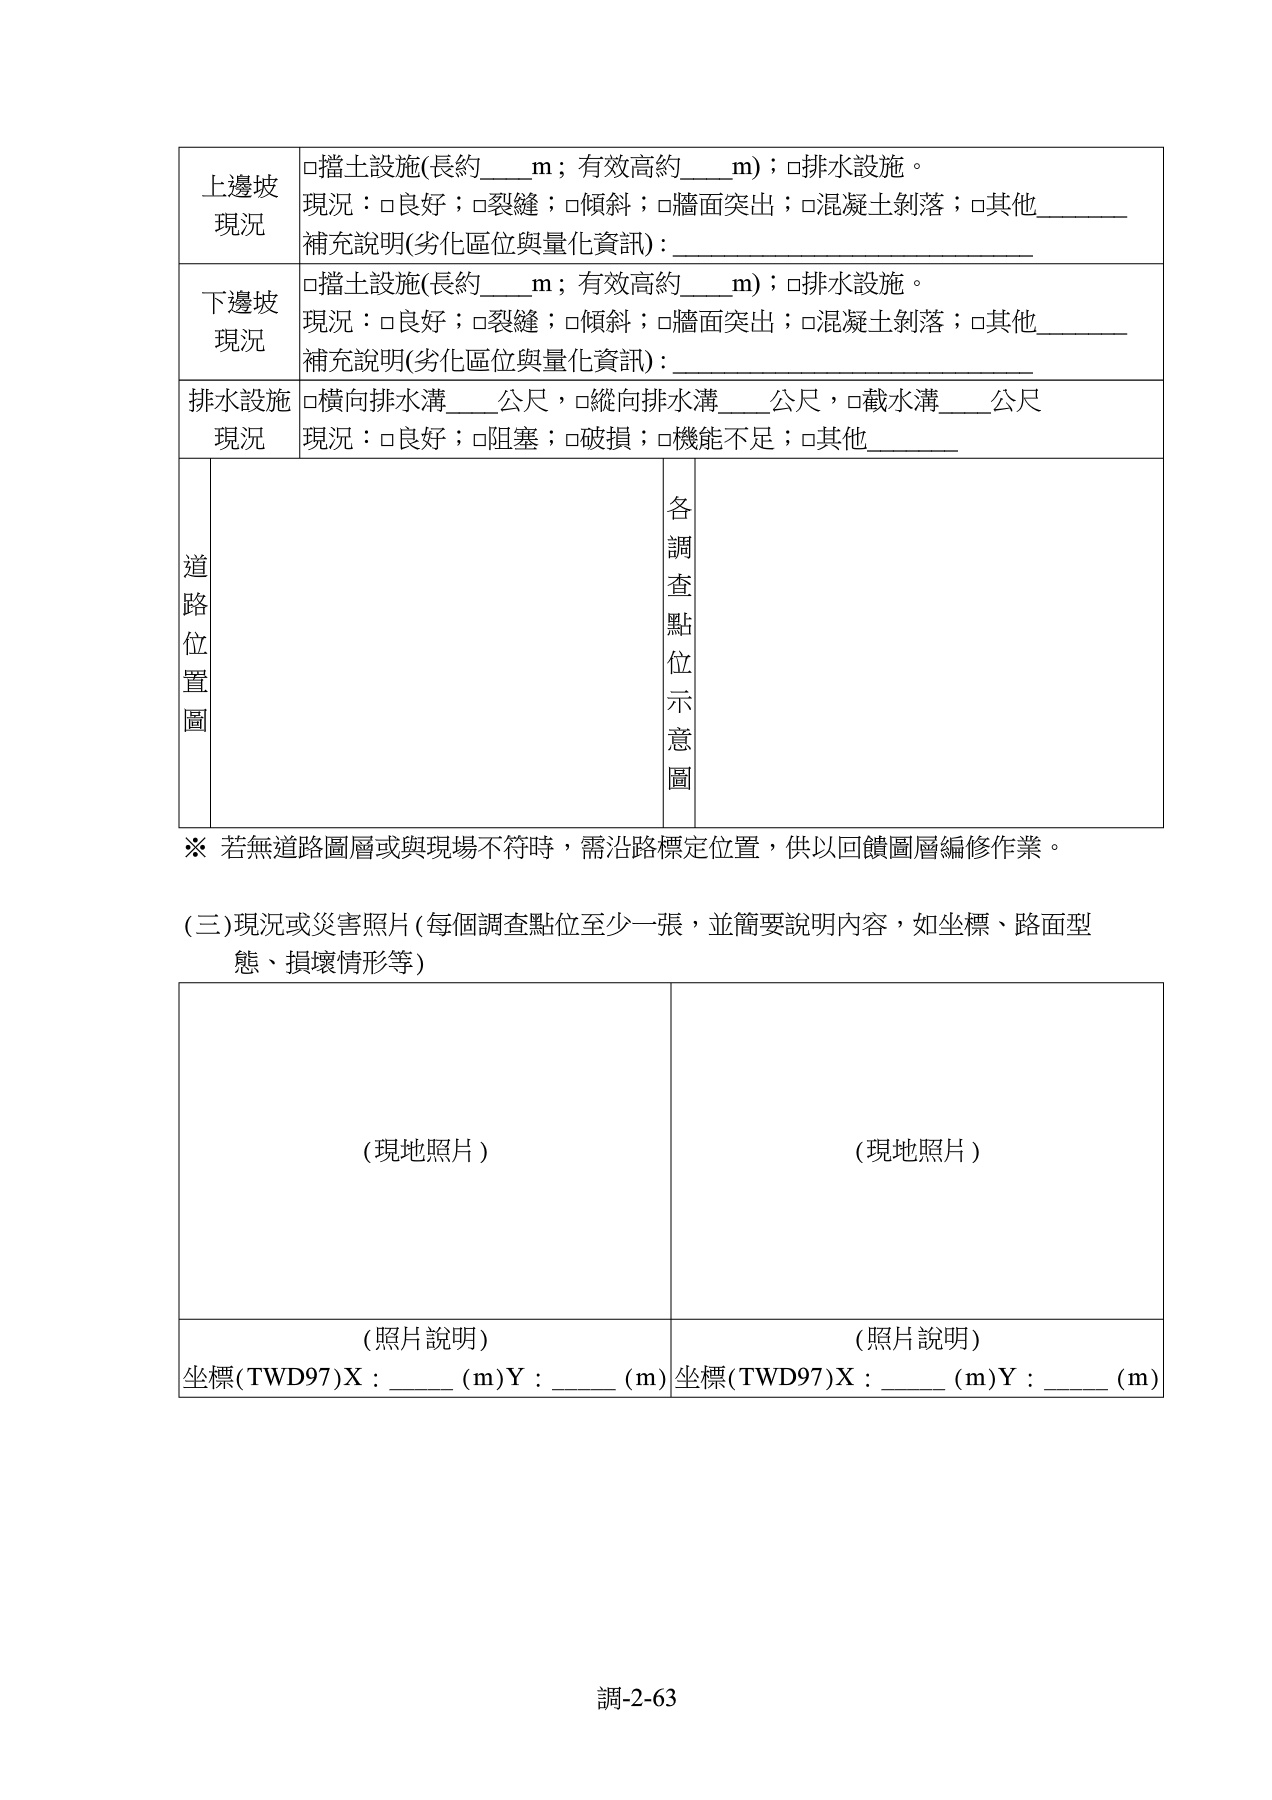 上邊坡
現況
□擋土設施(長約____m；有效高約____m)；□排水設施。
現況：□良好；□裂縫；□傾斜；□牆面突出；□混凝土剝落；□其他_______
補充說明(劣化區位與量化資訊)：____________________________
下邊坡
現況
□擋土設施(長約____m；有效高約____m)；□排水設施。
現況：□良好；□裂縫；□傾斜；□牆面突出；□混凝土剝落；□其他_______
補充說明(劣化區位與量化資訊)：____________________________
排水設施
現況
□橫向排水溝____公尺，□縱向排水溝____公尺，□截水溝____公尺
現況：□良好；□阻塞；□破損；□機能不足；□其他_______
道路位置圖
各調查點位示意圖
※ 若無道路圖層或與現場不符時，需沿路標定位置，供以回饋圖層編修作業。
(三)現況或災害照片(每個調查點位至少一張，並簡要說明內容，如坐標、路面型
態、損壞情形等)
(現地照片)
(現地照片)
(照片說明)
坐標(TWD97)X：_____ (m)Y：_____ (m)
(照片說明)
坐標(TWD97)X：_____ (m)Y：_____ (m)
調-2-63